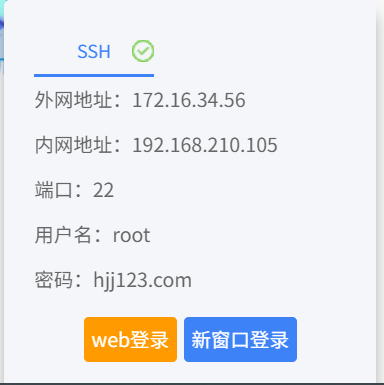 SSH
外网地址：172.16.34.56
内网地址：192.168.210.105
端口：22
用户名：root
密码：hjj123.com
web登录 新窗口登录